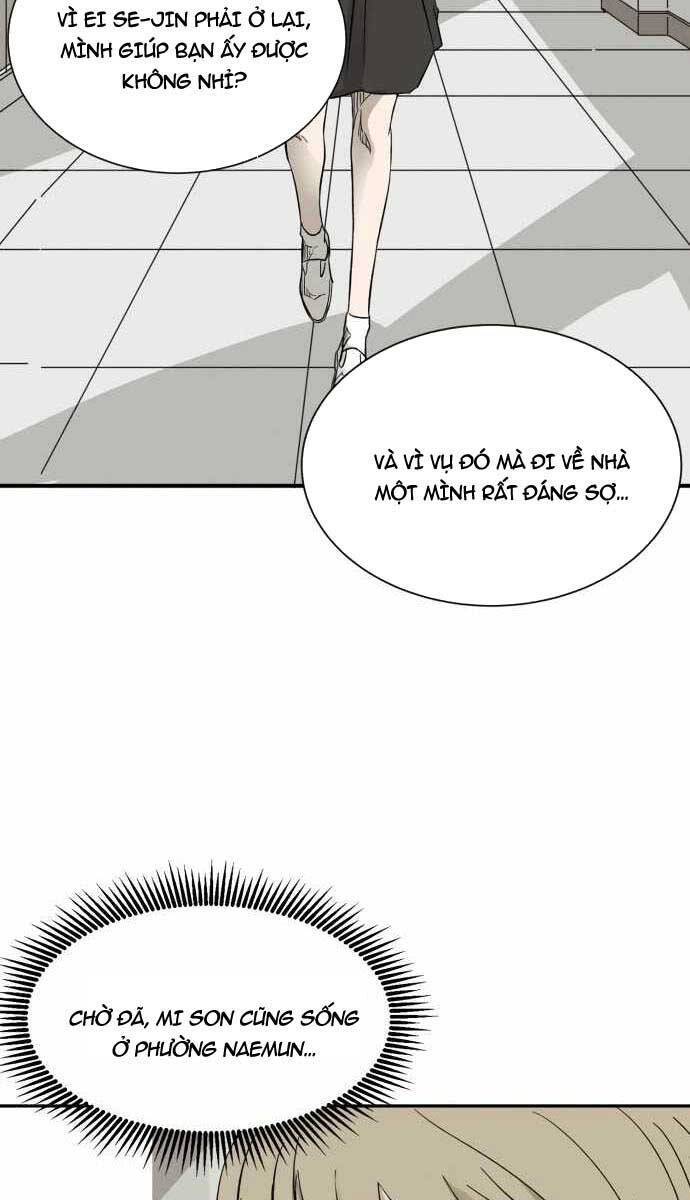 VÌ EI SE-JIN PHẢI Ở LẠI,
MÌNH GIÚP BẠN ẤY ĐƯỢC
KHÔNG NHỈ?
VÀ VÌ VỤ ĐÓ MÀ ĐI VỀ NHÀ
MỘT MÌNH RẤT ĐÁNG SỢ...
CHỜ ĐÃ, MI SON CŨNG SỐNG
Ở PHƯỜNG NAEMUN...